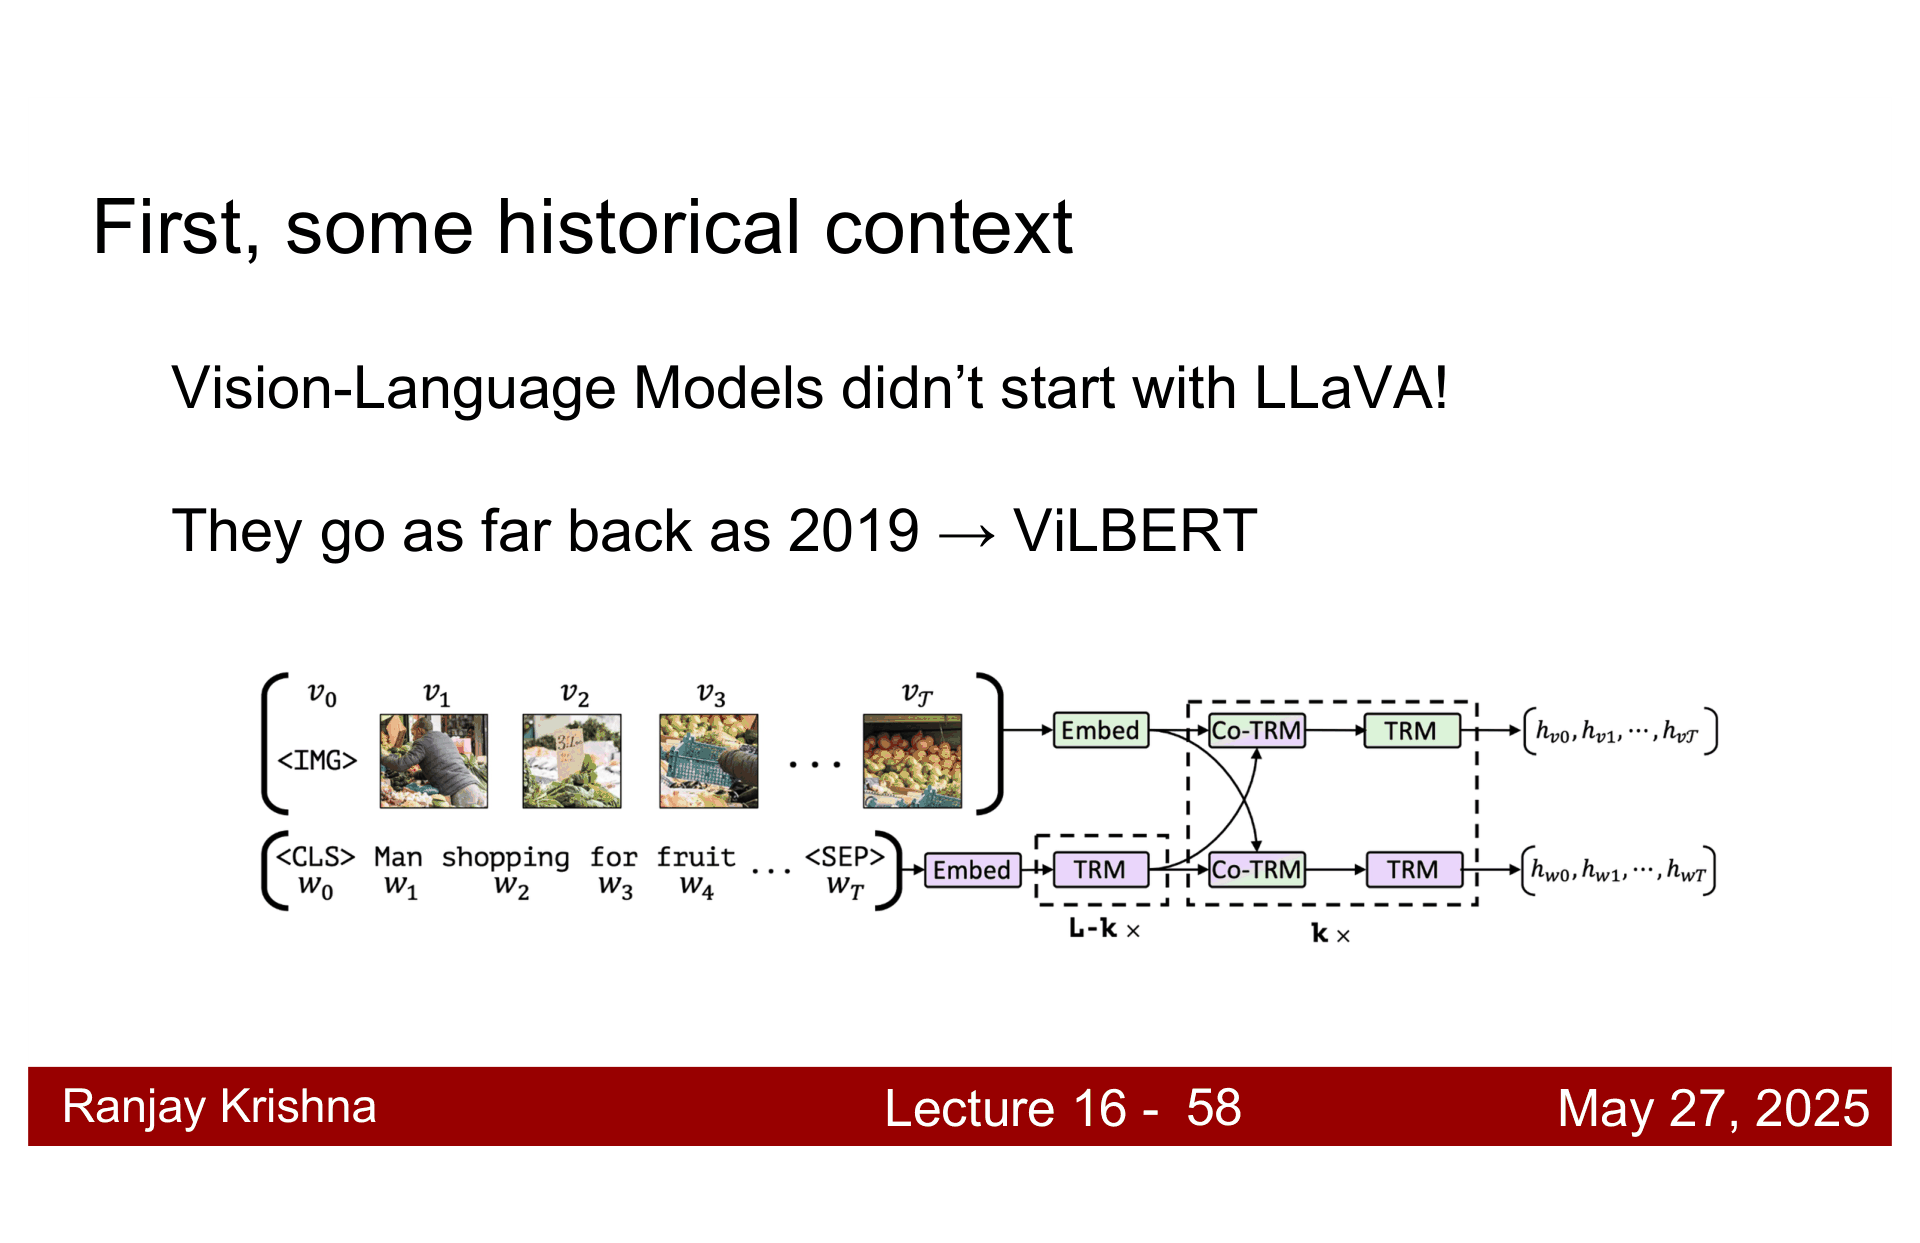 First, some historical context
Vision-Language Models didn’t start with LLaVA!
They go as far back as 2019 → ViLBERT
v0 v1 v2 v3 v𝒯
<IMG> ...
Embed Co-TRM TRM hv0, hv1, ⋯, hv𝒯
<CLS> Man shopping for fruit ... <SEP>
w0 w1 w2 w3 w4 wT
Embed TRM Co-TRM TRM hw0, hw1, ⋯, hwT
L-k × k ×
Ranjay Krishna Lecture 16 - 58 May 27, 2025